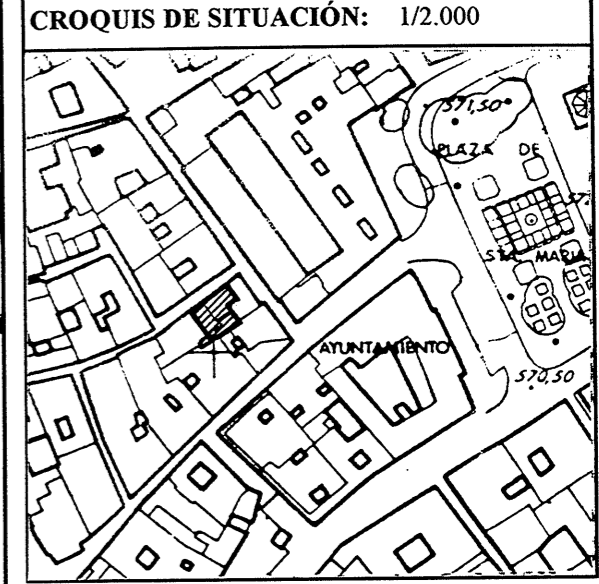 CROQUIS DE SITUACIÓN: 1/2.000
571,50
PLAZA DE
STA. MARIA
AYUNTAMIENTO
570,50